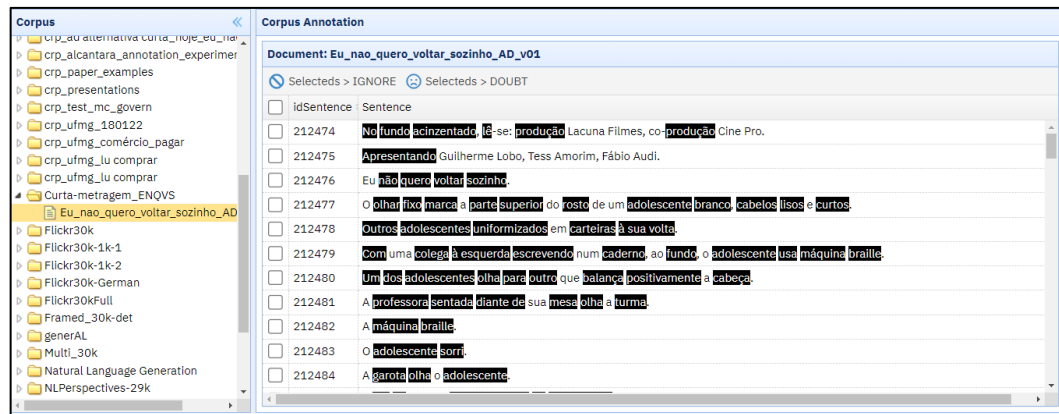 Corpus
crp_ad alternativa curta_hoje_eu_na
crp_alcantara_annotation_experimer
crp_paper_examples
crp_presentations
crp_test_mc_govern
crp_ufmg_180122
crp_ufmg_comércio_pagar
crp_ufmg_lu comprar
crp_ufmg_lu comprar
Curta-metragem_ENQVS
Eu_nao_quero_voltar_sozinho_AD
Flickr30k
Flickr30k-1k-1
Flickr30k-1k-2
Flickr30k-German
Flickr30kFull
Framed_30k-det
generAL
Multi_30k
Natural Language Generation
NLPerspectives-29k
Corpus Annotation
Document: Eu_nao_quero_voltar_sozinho_AD_v01
Selecteds > IGNORE Selecteds > DOUBT
idSentence Sentence
212474 No fundo acinzentado, lê-se: produção Lacuna Filmes, co-produção Cine Pro.
212475 Apresentando Guilherme Lobo, Tess Amorim, Fábio Audi.
212476 Eu não quero voltar sozinho.
212477 O olhar fixo marca a parte superior do rosto de um adolescente branco, cabelos lisos e curtos.
212478 Outros adolescentes uniformizados em carteiras à sua volta.
212479 Com uma colega à esquerda escrevendo num caderno, ao fundo, o adolescente usa máquina braille.
212480 Um dos adolescentes olha para outro que balança positivamente a cabeça.
212481 A professora sentada diante de sua mesa olha a turma.
212482 A máquina braille.
212483 O adolescente sorri.
212484 A garota olha o adolescente.